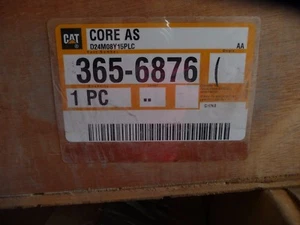 CAT
CORE AS
D24M08Y15PLC
AA
365-6876
1 PC